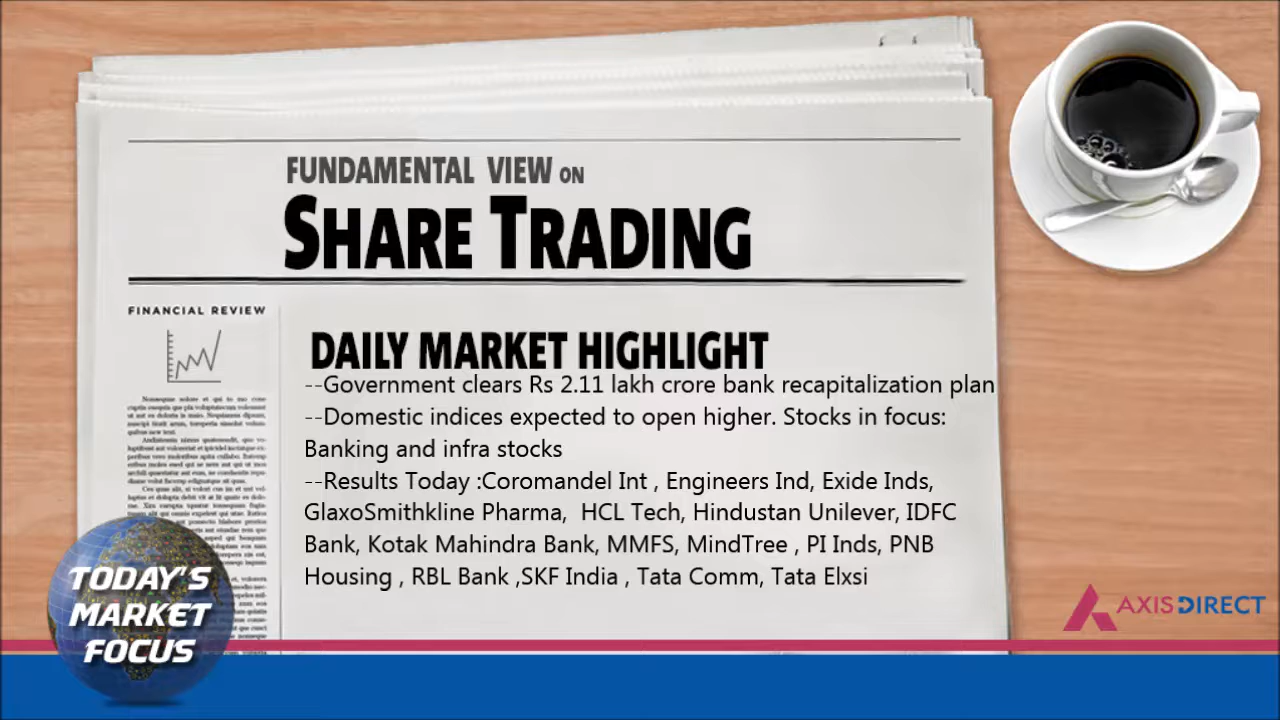 FUNDAMENTAL VIEW ON
SHARE TRADING
FINANCIAL REVIEW
DAILY MARKET HIGHLIGHT
--Government clears Rs 2.11 lakh crore bank recapitalization plan
--Domestic indices expected to open higher. Stocks in focus:
Banking and infra stocks
--Results Today :Coromandel Int , Engineers Ind, Exide Inds,
GlaxoSmithkline Pharma,  HCL Tech, Hindustan Unilever, IDFC
Bank, Kotak Mahindra Bank, MMFS, MindTree , PI Inds, PNB
Housing , RBL Bank ,SKF India , Tata Comm, Tata Elxsi
TODAY'S
MARKET
FOCUS
AXISDIRECT